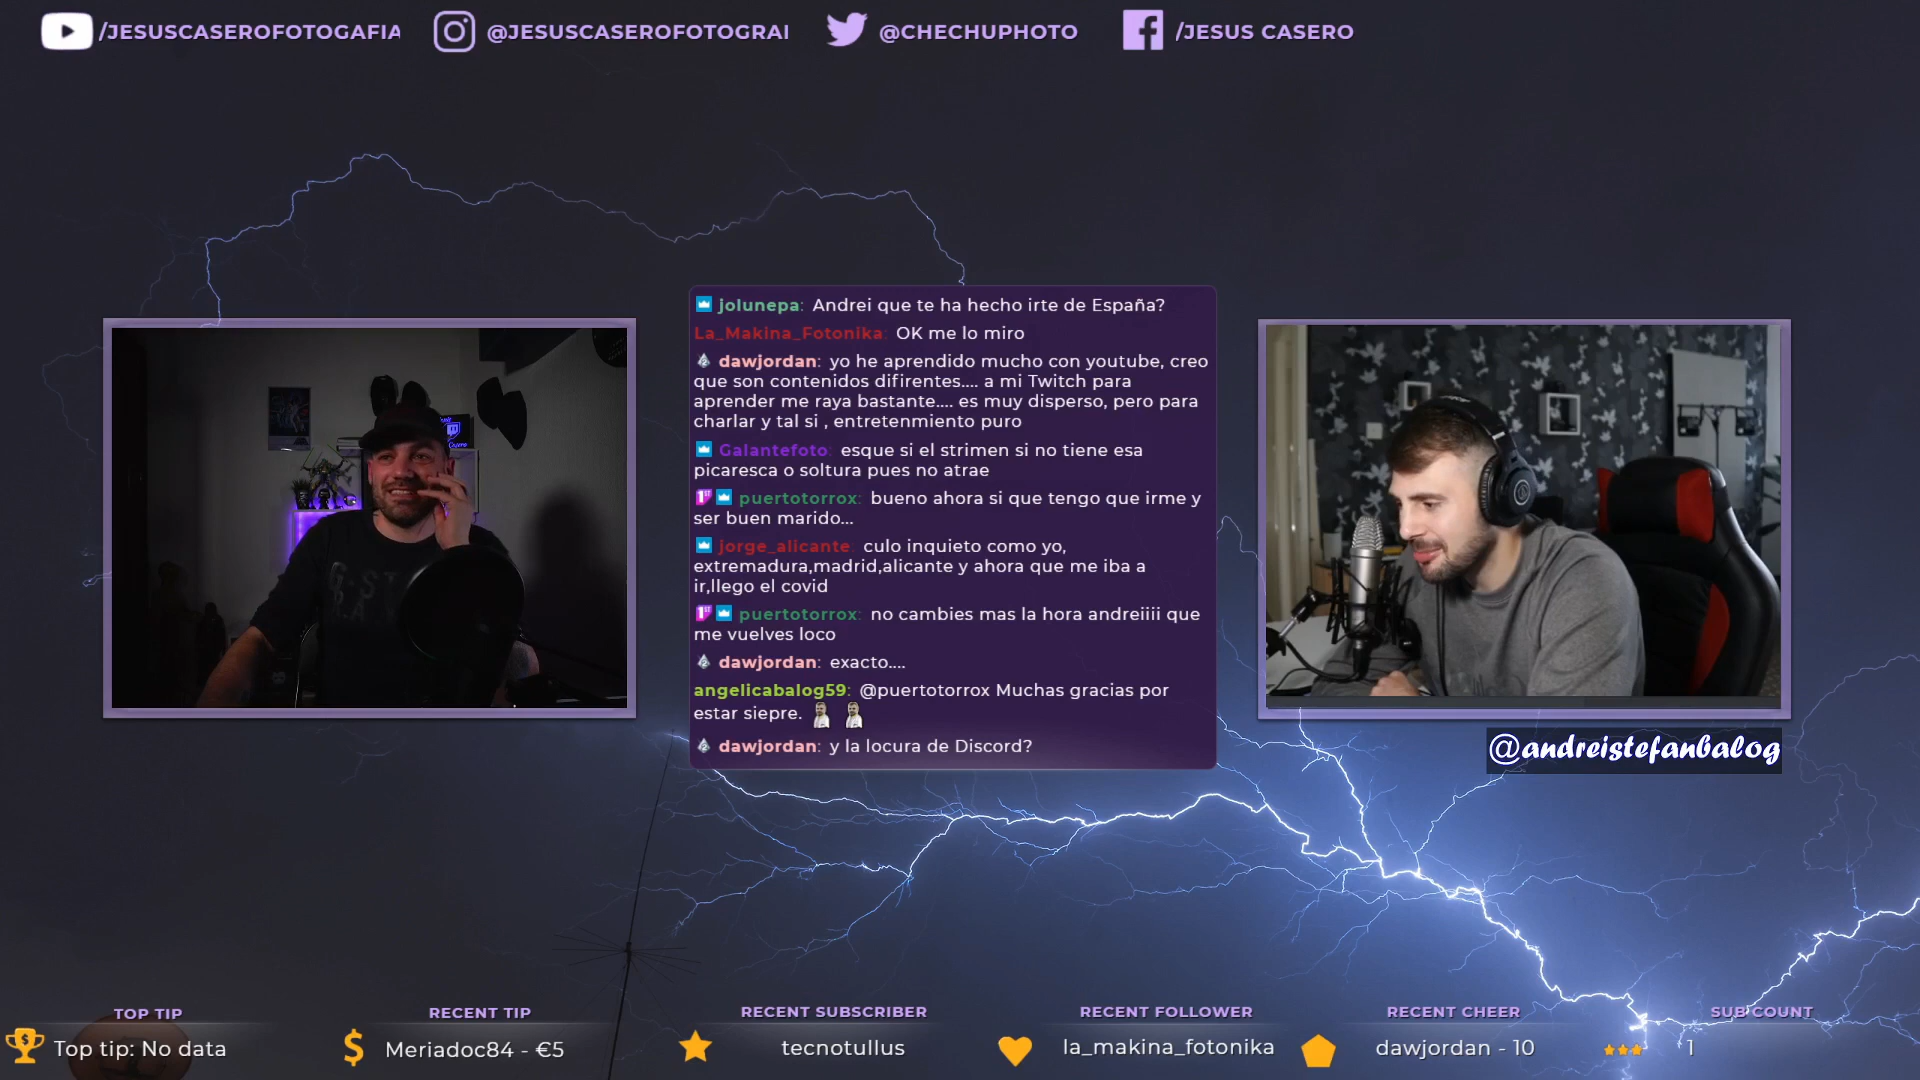 /JESUSCASEROFOTOGAFIA
@JESUSCASEROFOTOGRAI
@CHECHUPHOTO
/JESUS CASERO
jolunepa: Andrei que te ha hecho irte de España?
La_Makina_Fotonika: OK me lo miro
dawjordan: yo he aprendido mucho con youtube, creo
que son contenidos difirentes.... a mi Twitch para
aprender me raya bastante.... es muy disperso, pero para
charlar y tal si , entretenmiento puro
Galantefoto: esque si el strimen si no tiene esa
picaresca o soltura pues no atrae
puertotorrox: bueno ahora si que tengo que irme y
ser buen marido...
jorge_alicante: culo inquieto como yo,
extremadura,madrid,alicante y ahora que me iba a
ir,llego el covid
puertotorrox: no cambies mas la hora andreiiii que
me vuelves loco
dawjordan: exacto....
angelicabalog59: @puertotorrox Muchas gracias por
estar siepre.
dawjordan: y la locura de Discord?
@andreistefanbalog
TOP TIP
Top tip: No data
RECENT TIP
Meriadoc84 - €5
RECENT SUBSCRIBER
tecnotullus
RECENT FOLLOWER
la_makina_fotonika
RECENT CHEER
dawjordan - 10
SUB COUNT
1